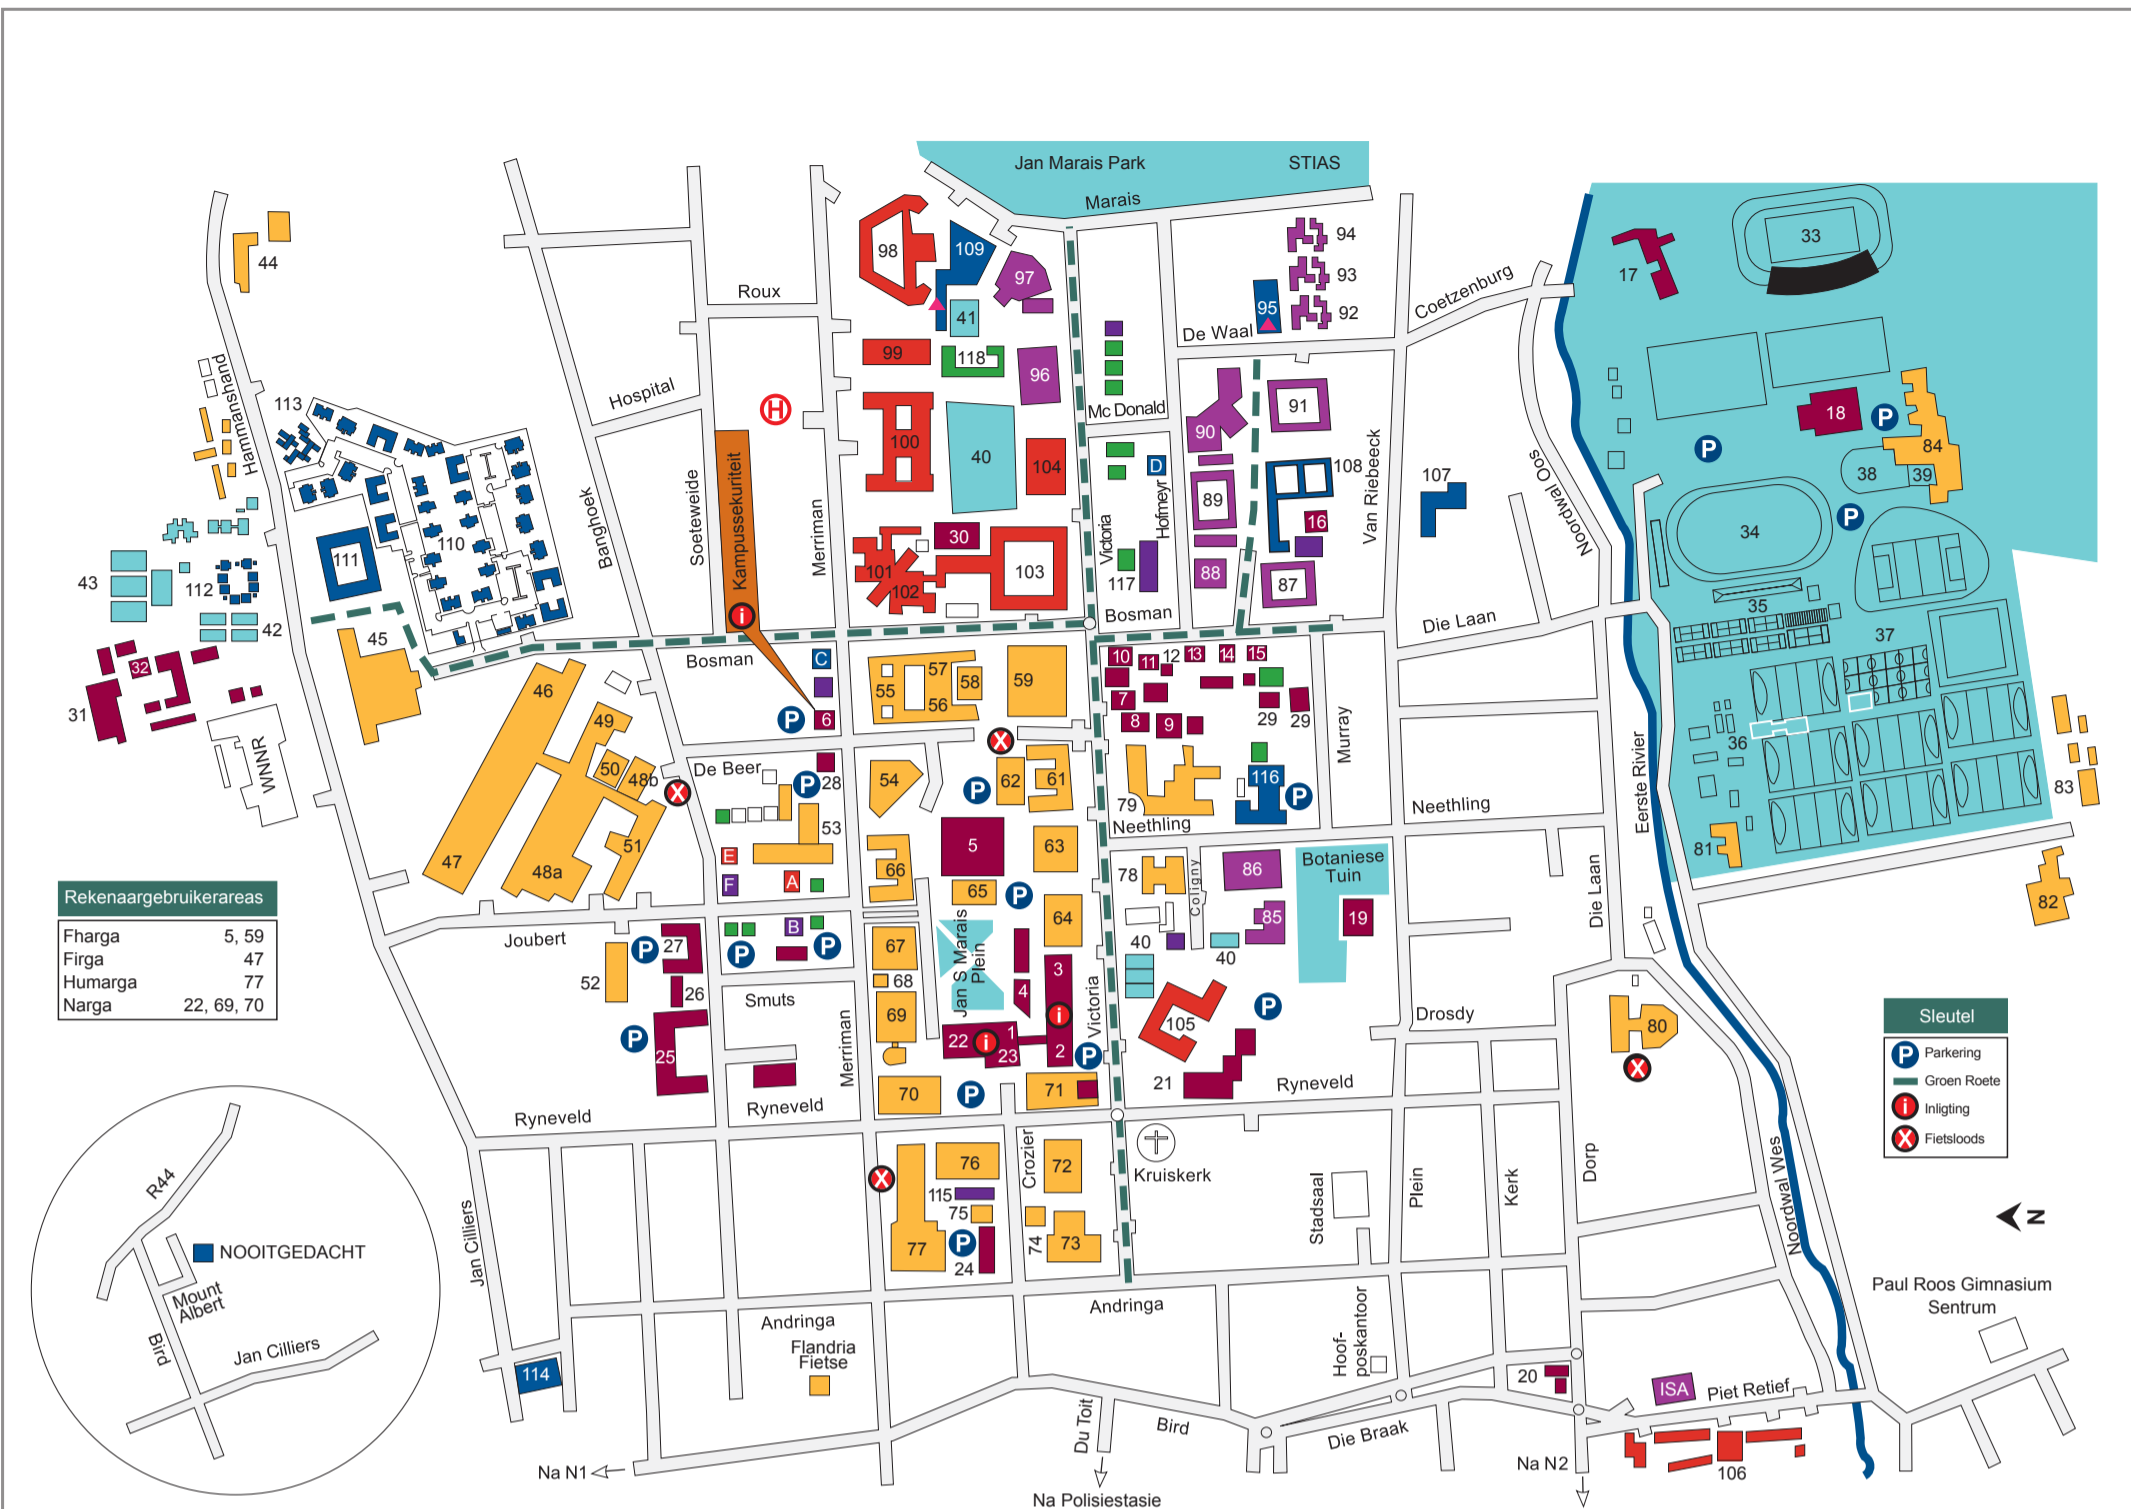 Jan Marais Park
STIAS
Marais
98
109
97
41
94
93
92
95
De Waal
Coetzenburg
17
33
44
Roux
99
118
96
Hammanshand
Hospital
H
Mc Donald
90
91
18
P
P
84
38
39
113
100
40
104
D
Hofmeyr
Victoria
89
108
16
Van Riebeeck
107
Noordwal Oos
P
34
Banghoek
Soeteweide
Kampussekuriteit
i
Merriman
30
101
102
103
117
88
87
Bosman
Die Laan
35
37
36
111
110
43
112
42
45
32
31
WNNR
Bosman
C
P
6
57
55
58
56
59
10
11
12
13
14
15
7
8
9
29
29
Murray
46
49
50
48b
X
De Beer
P
28
53
54
X
P
62
61
79
Neethling
116
P
Neethling
Eerste Rivier
83
81
82
47
48a
51
E
F
A
66
5
63
65
P
78
Coligny
86
Botaniese
Tuin
19
85
Die Laan
Rekenaargebruikerareas
Fharga 5, 59
Firga 47
Humarga 77
Narga 22, 69, 70
Joubert
P
27
52
26
P
25
B
P
P
Smuts
67
68
69
Jan S Marais
Plein
64
3
4
i
22
i
1
23
2
P
Victoria
40
40
105
P
21
Drosdy
80
X
Sleutel
P Parkering
Groen Roete
i Inligting
X Fietsloods
Merriman
70
P
71
Ryneveld
Ryneveld
Ryneveld
Crozier
72
Kruiskerk
X
76
115
75
77
P
24
74
73
Stadsaal
Plein
Kerk
Dorp
Noordwal Wes
N
R44
NOOITGEDACHT
Mount
Albert
Bird
Jan Cilliers
Jan Cilliers
Andringa
Andringa
Flandria
Fietse
114
Hoof-
poskantoor
Paul Roos Gimnasium
Sentrum
20
ISA
Piet Retief
Du Toit
Bird
Die Braak
Na N1
Na N2
106
Na Polisiestasie